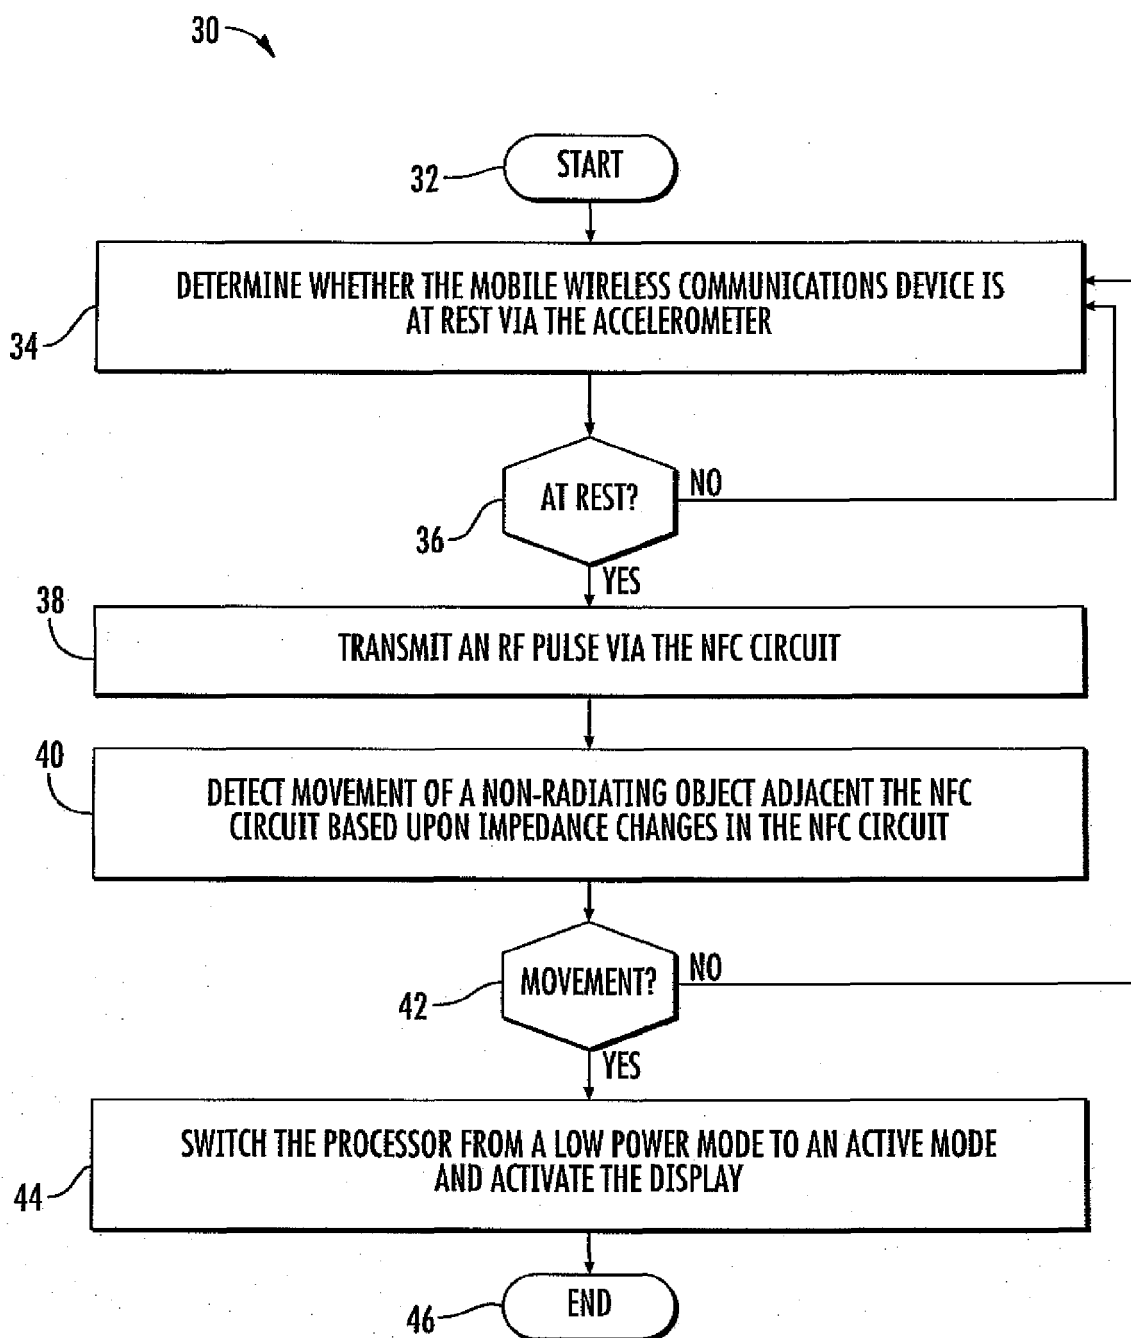 30
32
START
DETERMINE WHETHER THE MOBILE WIRELESS COMMUNICATIONS DEVICE IS
AT REST VIA THE ACCELEROMETER
34
AT REST?
NO
36
YES
38
TRANSMIT AN RF PULSE VIA THE NFC CIRCUIT
40
DETECT MOVEMENT OF A NON-RADIATING OBJECT ADJACENT THE NFC
CIRCUIT BASED UPON IMPEDANCE CHANGES IN THE NFC CIRCUIT
MOVEMENT?
NO
42
YES
SWITCH THE PROCESSOR FROM A LOW POWER MODE TO AN ACTIVE MODE
AND ACTIVATE THE DISPLAY
44
END
46